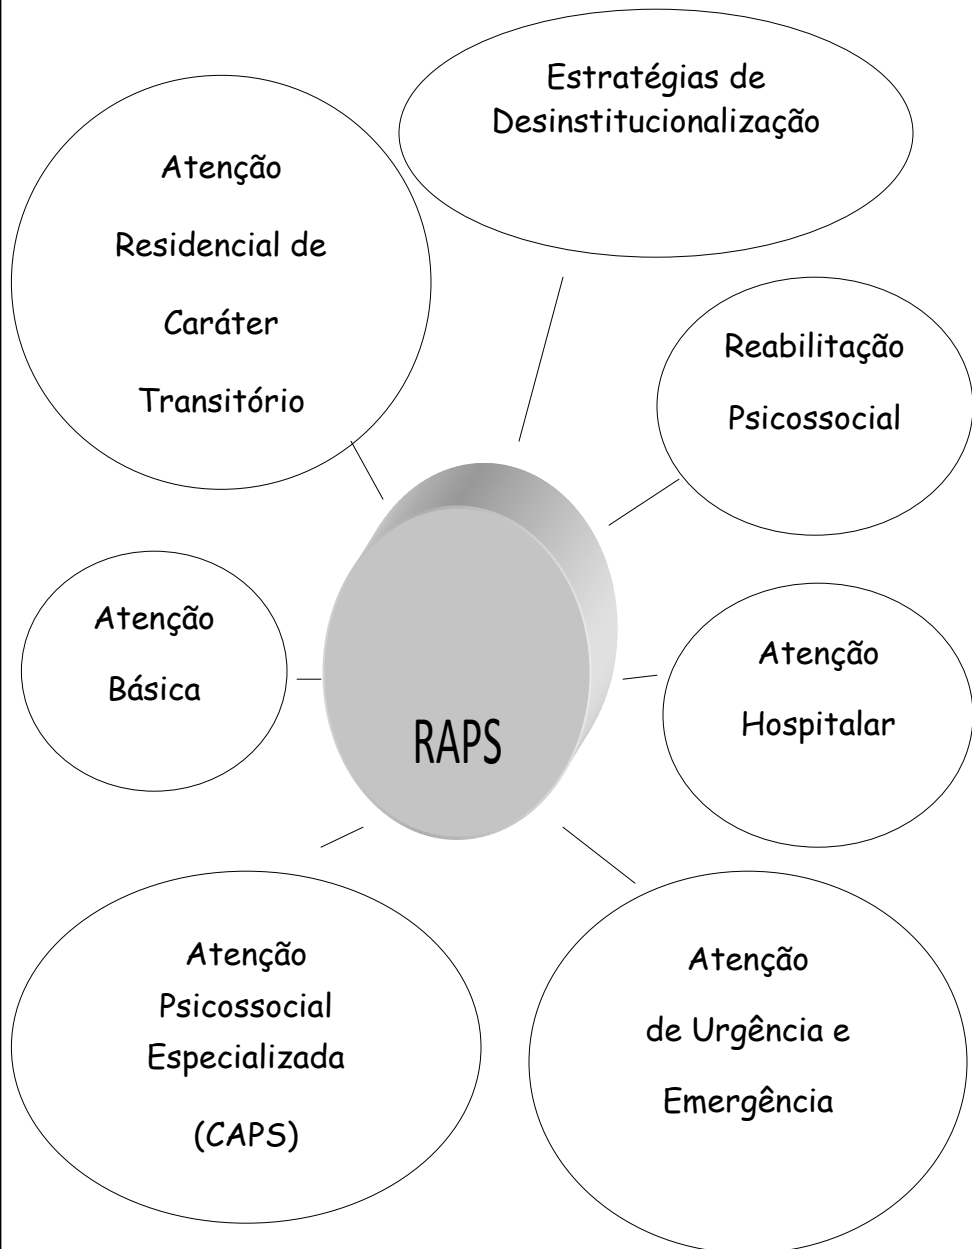 Estratégias de
Desinstitucionalização
Atenção
Residencial de
Caráter
Transitório
Reabilitação
Psicossocial
Atenção
Básica
Atenção
Hospitalar
RAPS
Atenção
Psicossocial
Especializada
(CAPS)
Atenção
de Urgência e
Emergência